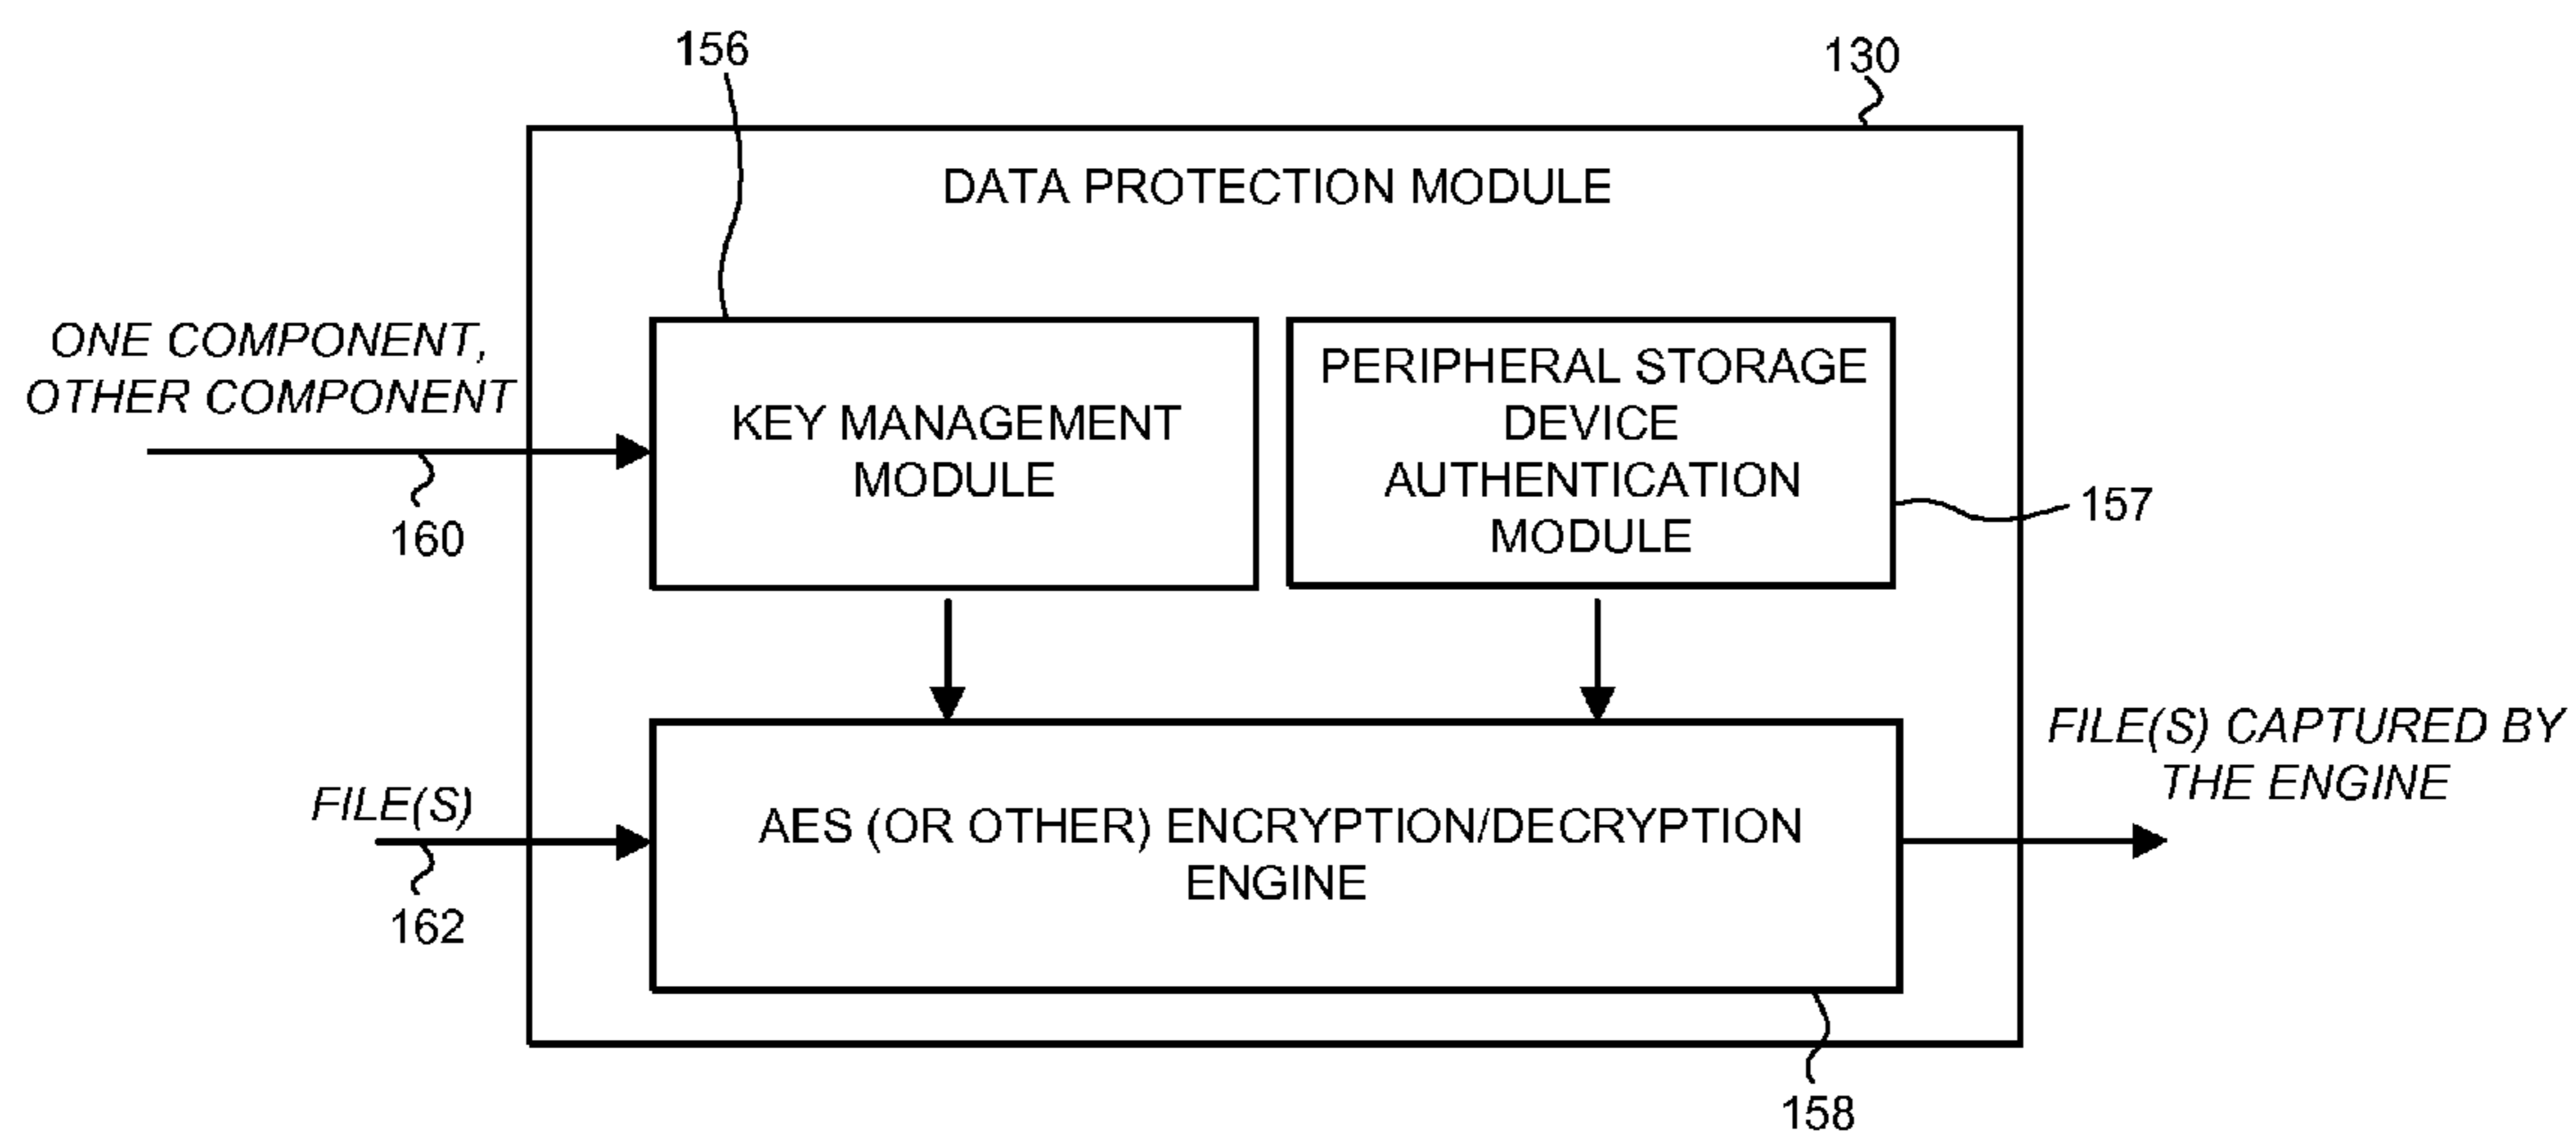 156
130
DATA PROTECTION MODULE
ONE COMPONENT,
OTHER COMPONENT
160
KEY MANAGEMENT
MODULE
PERIPHERAL STORAGE
DEVICE
AUTHENTICATION
MODULE
157
FILE(S)
162
AES (OR OTHER) ENCRYPTION/DECRYPTION
ENGINE
FILE(S) CAPTURED BY
THE ENGINE
158